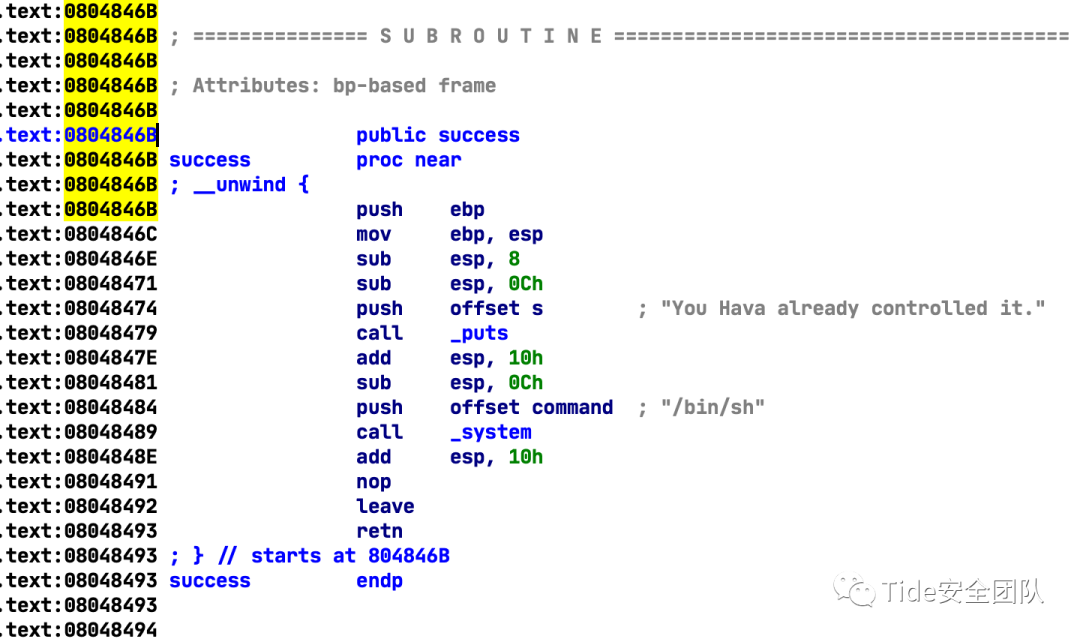 .text:0804846B
.text:0804846B ; =============== S U B R O U T I N E =======================================
.text:0804846B
.text:0804846B ; Attributes: bp-based frame
.text:0804846B
.text:0804846B                 public success
.text:0804846B success         proc near
.text:0804846B ; __unwind {
.text:0804846B                 push    ebp
.text:0804846C                 mov     ebp, esp
.text:0804846E                 sub     esp, 8
.text:08048471                 sub     esp, 0Ch
.text:08048474                 push    offset s        ; "You Hava already controlled it."
.text:08048479                 call    _puts
.text:0804847E                 add     esp, 10h
.text:08048481                 sub     esp, 0Ch
.text:08048484                 push    offset command  ; "/bin/sh"
.text:08048489                 call    _system
.text:0804848E                 add     esp, 10h
.text:08048491                 nop
.text:08048492                 leave
.text:08048493                 retn
.text:08048493 ; } // starts at 804846B
.text:08048493 success         endp
.text:08048493
.text:08048494
Tide安全团队